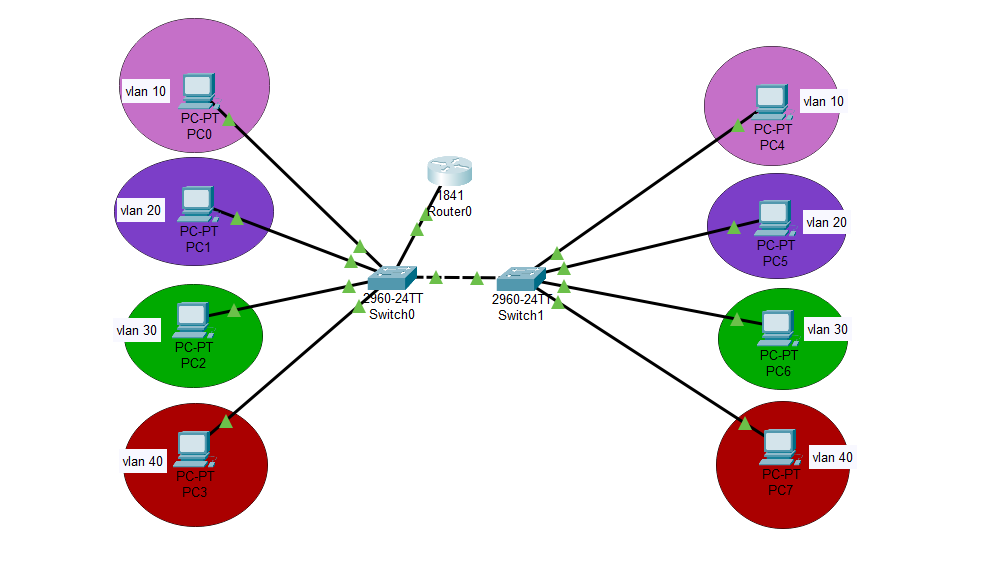 vlan 10
PC-PT
PC0
vlan 20
PC-PT
PC1
vlan 30
PC-PT
PC2
vlan 40
PC-PT
PC3
1841
Router0
2960-24TT
Switch0
2960-24TT
Switch1
vlan 10
PC-PT
PC4
vlan 20
PC-PT
PC5
vlan 30
PC-PT
PC6
vlan 40
PC-PT
PC7